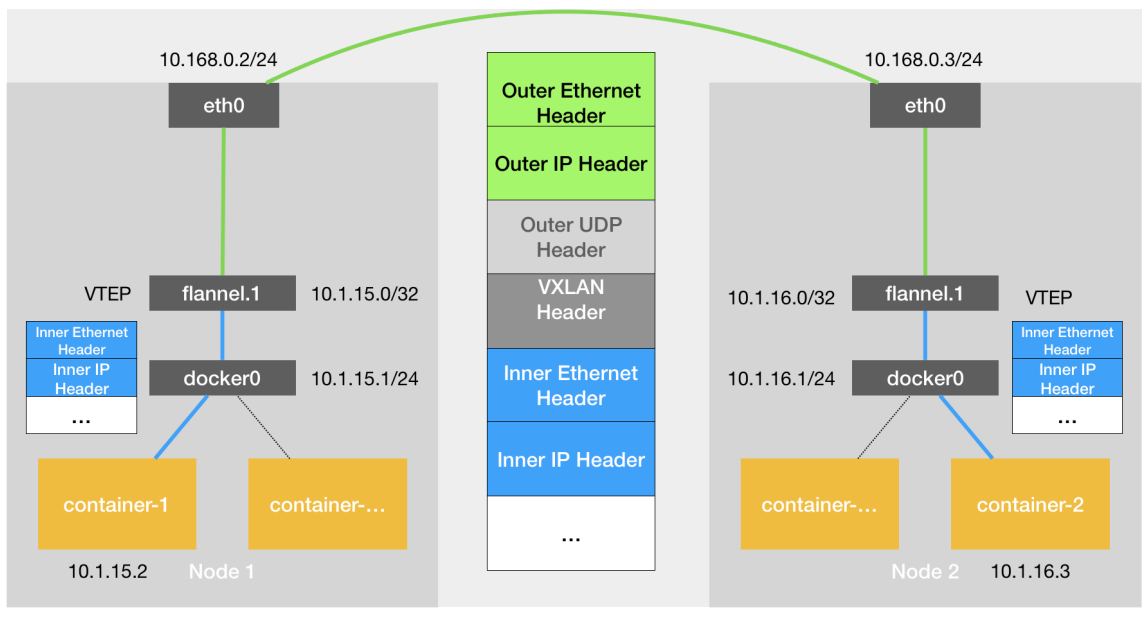 10.168.0.2/24
10.168.0.3/24
eth0
eth0
Outer Ethernet
Header
Outer IP Header
Outer UDP
Header
VXLAN
Header
Inner Ethernet
Header
Inner IP Header
...
VTEP
flannel.1
10.1.15.0/32
Inner Ethernet
Header
Inner IP
Header
...
docker0
10.1.15.1/24
container-1
container-...
10.1.15.2
Node 1
10.1.16.0/32
flannel.1
VTEP
10.1.16.1/24
docker0
Inner Ethernet
Header
Inner IP
Header
...
container-...
container-2
Node 2
10.1.16.3